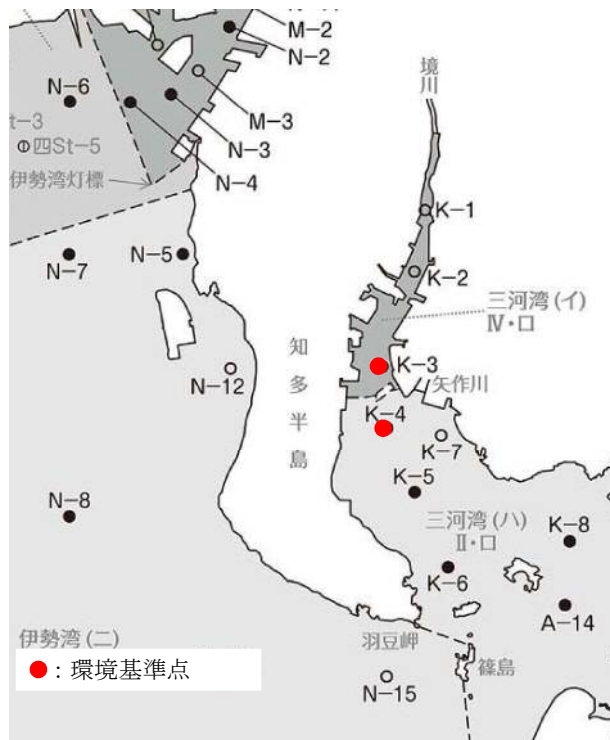 M-2
N-2
N-6
M-3
t-3
四St-5
N-3
N-4
伊勢湾灯標
境川
K-1
N-5
N-7
K-2
三河湾(イ)
Ⅳ・ロ
知多半島
K-3
N-12
矢作川
K-4
K-7
K-5
N-8
三河湾(ハ)
Ⅱ・ロ
K-8
K-6
A-14
伊勢湾(二)
羽豆岬
篠島
●：環境基準点
N-15